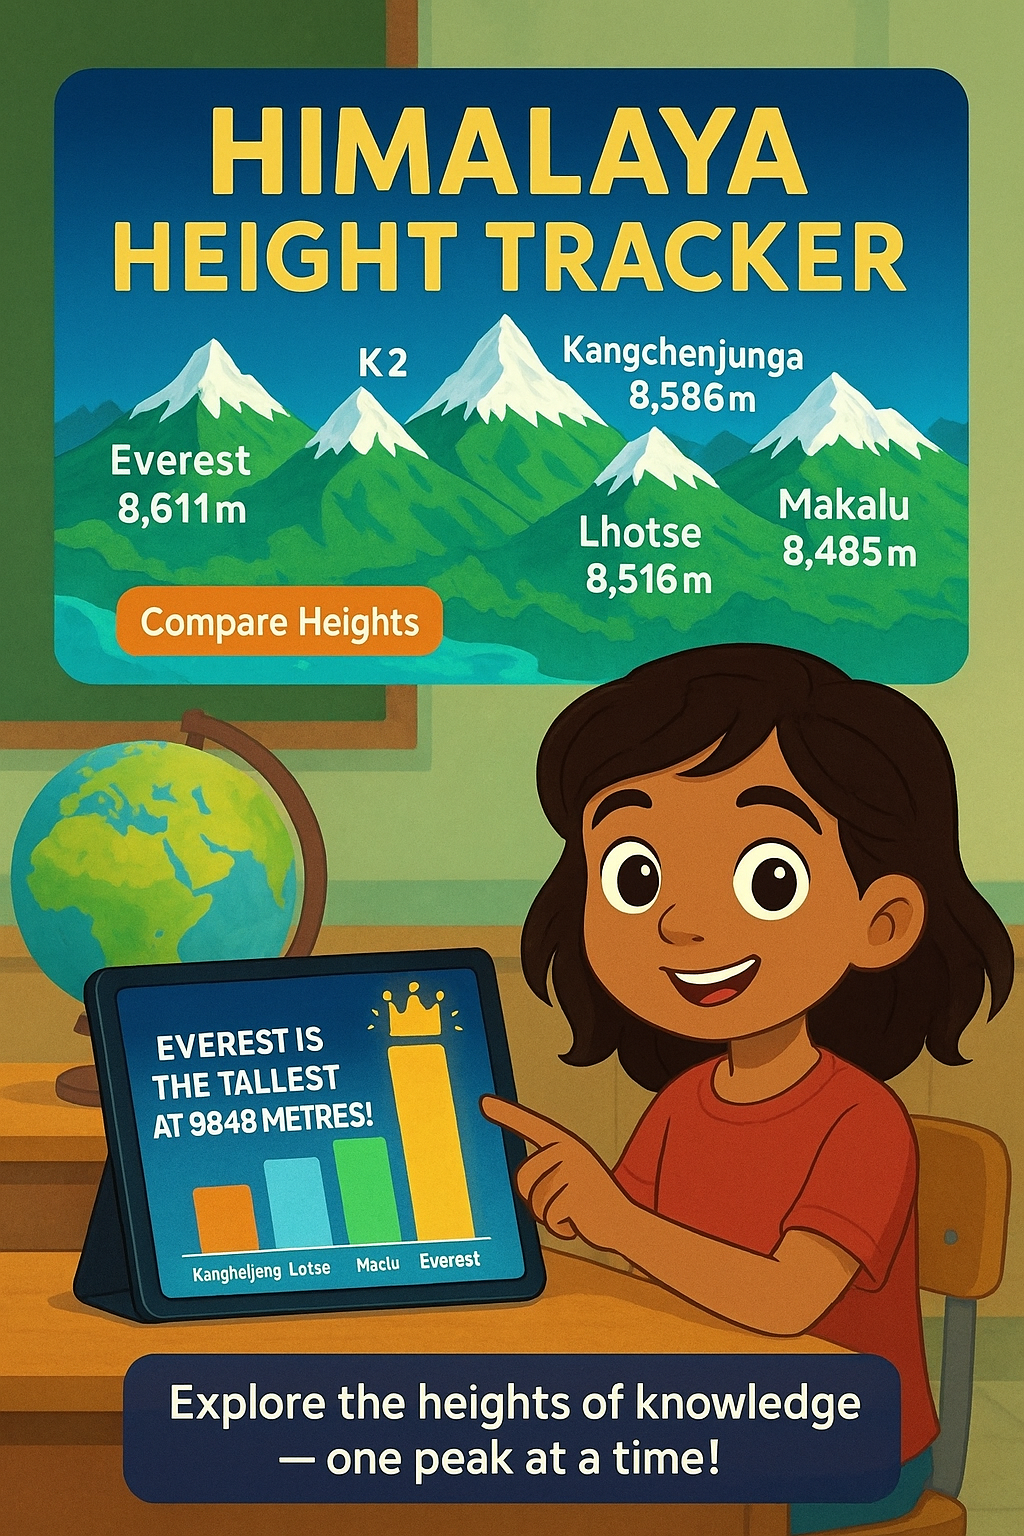 HIMALAYA
HEIGHT TRACKER
K2
Kangchenjunga
8,586m
Everest
8,611m
Lhotse
8,516m
Makalu
8,485m
Compare Heights
EVEREST IS
THE TALLEST
AT 9848 METRES!
Kangheljeng Lotse Maclu Everest
Explore the heights of knowledge
— one peak at a time!